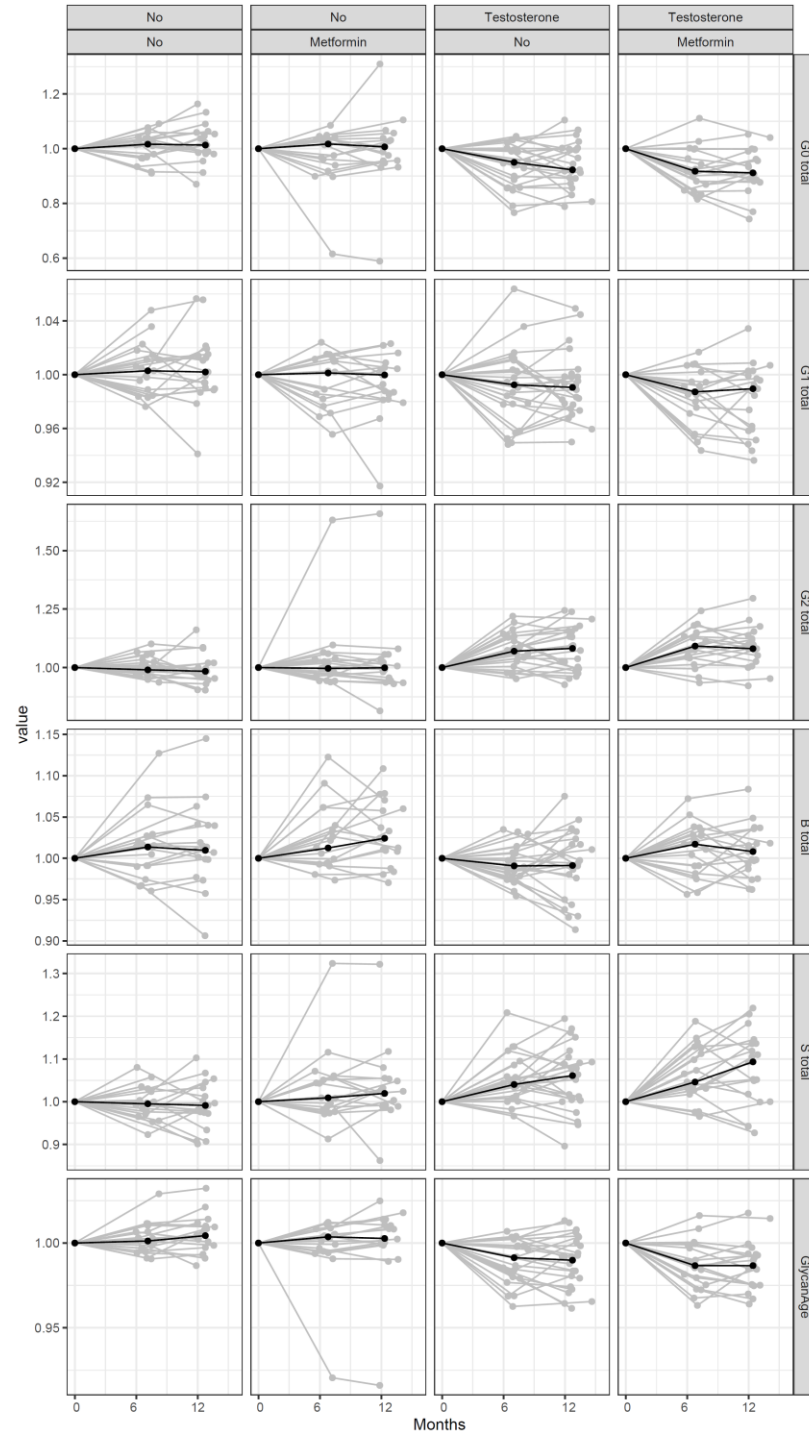 No No Testosterone Testosterone
No Metformin No Metformin
1.2
1.0
0.8
0.6
G0 total
1.04
1.00
0.96
0.92
G1 total
1.50
1.25
1.00
G2 total
value
1.15
1.10
1.05
1.00
0.95
0.90
B total
1.3
1.2
1.1
1.0
0.9
S total
1.00
0.95
GlycanAge
0 6 12 0 6 12 0 6 12 0 6 12
Months